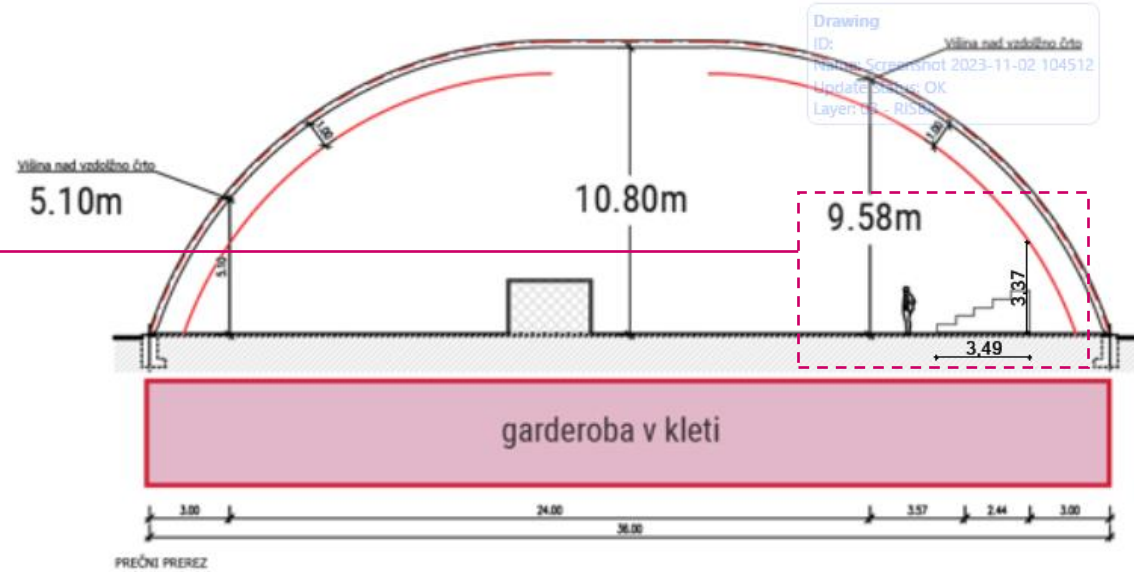 Drawing
ID:
Name: Screenshot 2023-11-02 104512
Update Status: OK
Layer: - RISBA
Višina nad vzdolžno črto
1.00
1.00
Višina nad vzdolžno črto
5.10m
10.80m
9.58m
5.10
3,37
3,49
garderoba v kleti
3.00
24.00
3.57
2.44
3.00
36.00
PREČNI PREREZ